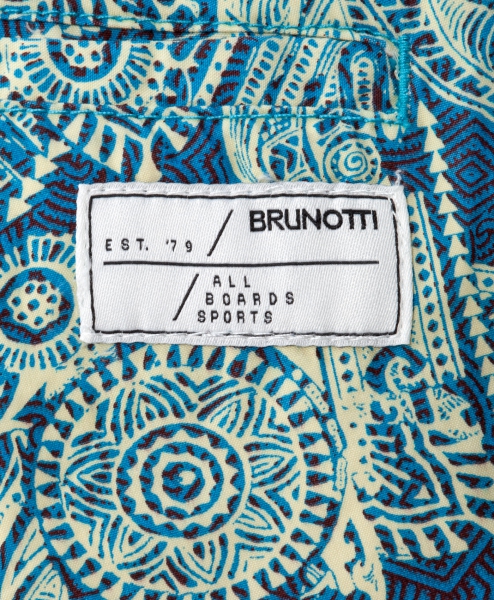 BRUNOTTI
EST. '79 /
/ ALL
BOARDS
SPORTS